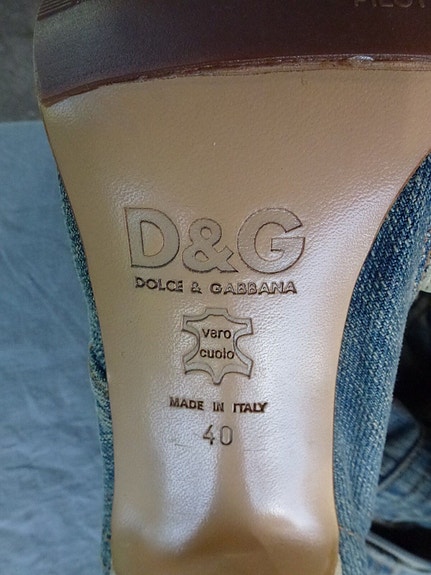 D&G
DOLCE & GABBANA
vero
cuoio
MADE IN ITALY
40